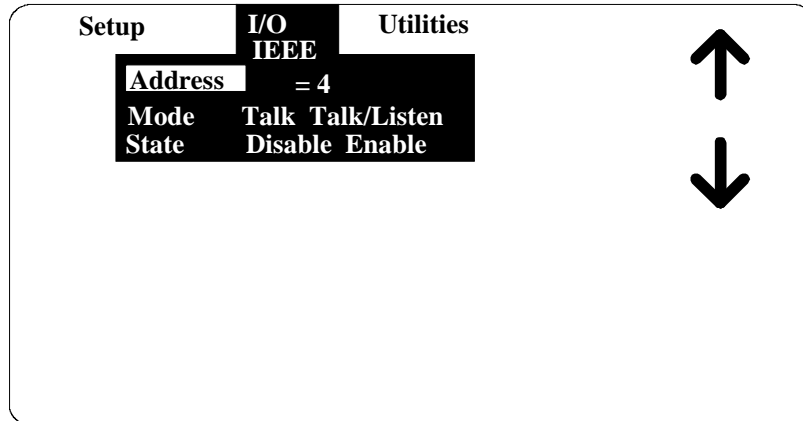 Setup I/O Utilities
IEEE
Address = 4
Mode Talk Talk/Listen
State Disable Enable